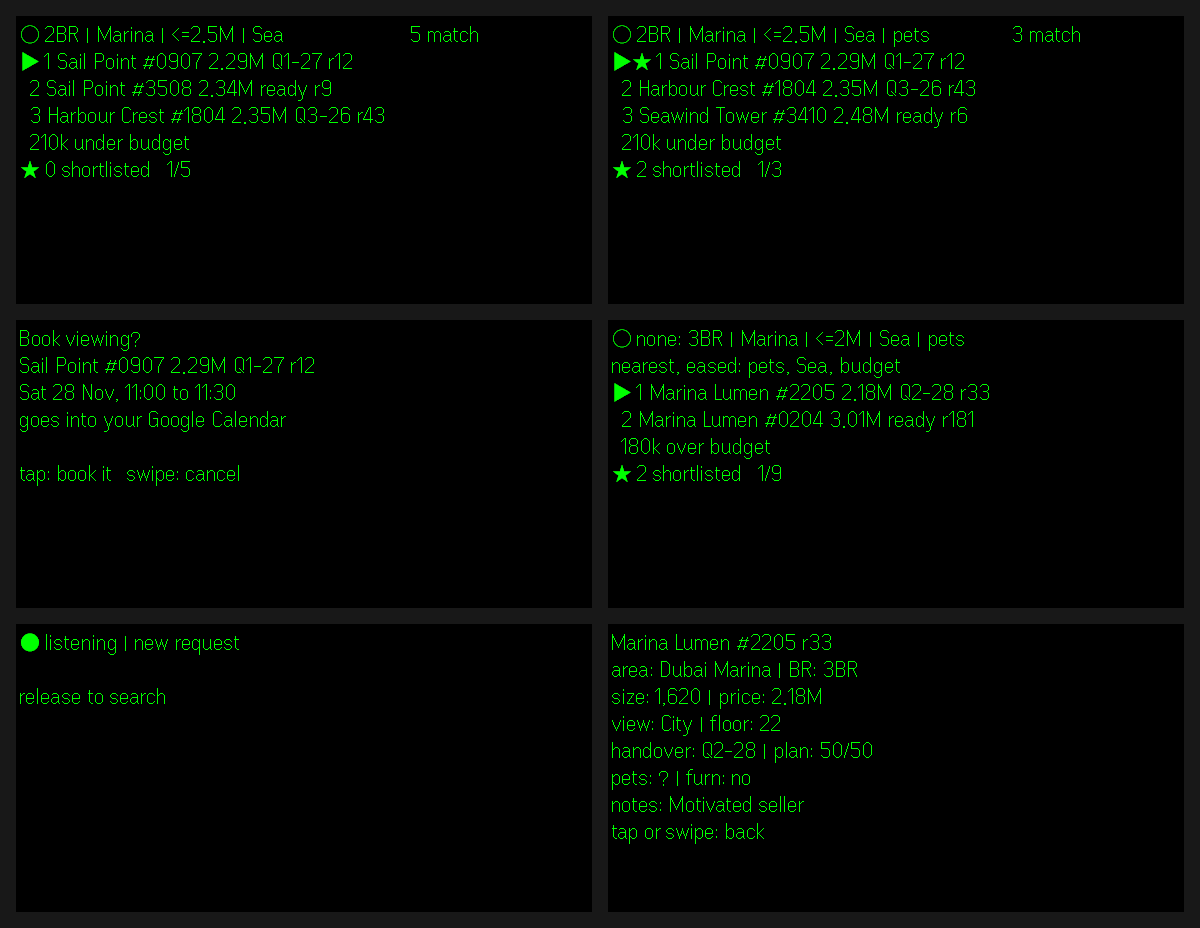 ○ 2BR | Marina | <=2.5M | Sea 5 match
▶ 1 Sail Point #0907 2.29M Q1-27 r12
2 Sail Point #3508 2.34M ready r9
3 Harbour Crest #1804 2.35M Q3-26 r43
210k under budget
★ 0 shortlisted 1/5
○ 2BR | Marina | <=2.5M | Sea | pets 3 match
▶★ 1 Sail Point #0907 2.29M Q1-27 r12
2 Harbour Crest #1804 2.35M Q3-26 r43
3 Seawind Tower #3410 2.48M ready r6
210k under budget
★ 2 shortlisted 1/3
Book viewing?
Sail Point #0907 2.29M Q1-27 r12
Sat 28 Nov, 11:00 to 11:30
goes into your Google Calendar
tap: book it swipe: cancel
○ none: 3BR | Marina | <=2M | Sea | pets
nearest, eased: pets, Sea, budget
▶ 1 Marina Lumen #2205 2.18M Q2-28 r33
2 Marina Lumen #0204 3.01M ready r181
180k over budget
★ 2 shortlisted 1/9
● listening | new request
release to search
Marina Lumen #2205 r33
area: Dubai Marina | BR: 3BR
size: 1,620 | price: 2.18M
view: City | floor: 22
handover: Q2-28 | plan: 50/50
pets: ? | furn: no
notes: Motivated seller
tap or swipe: back